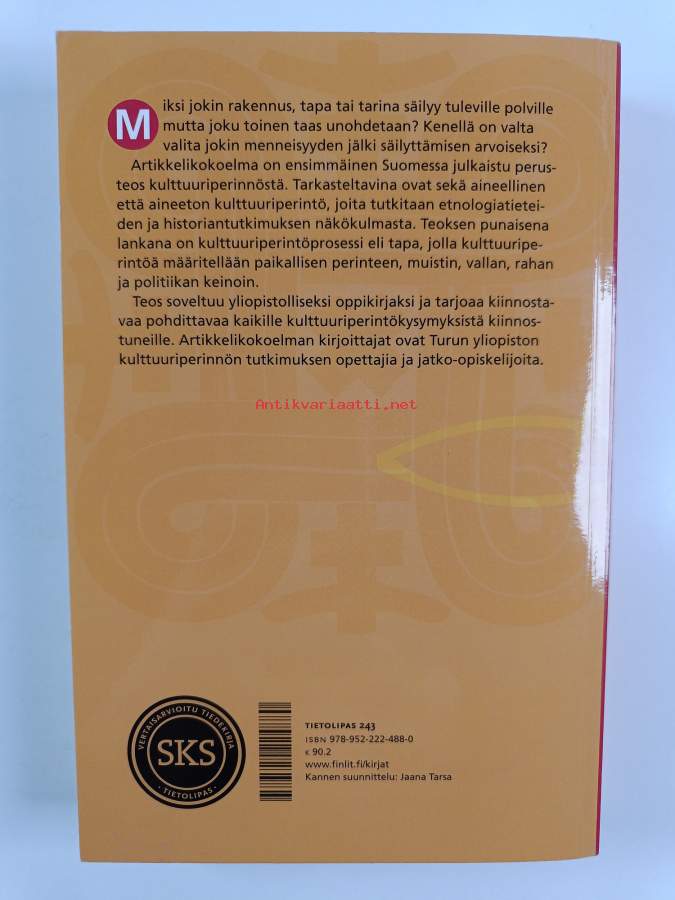 Miksi jokin rakennus, tapa tai tarina säilyy tuleville polville
mutta joku toinen taas unohdetaan? Kenellä on valta
valita jokin menneisyyden jälki säilyttämisen arvoiseksi?
Artikkelikokoelma on ensimmäinen Suomessa julkaistu perus-
teos kulttuuriperinnöstä. Tarkasteltavina ovat sekä aineellinen
että aineeton kulttuuriperintö, joita tutkitaan etnologiatietei-
den ja historiantutkimuksen näkökulmasta. Teoksen punaisena
lankana on kulttuuriperintöprosessi eli tapa, jolla kulttuuripe-
rintöä määritellään paikallisen perinteen, muistin, vallan, rahan
ja politiikan keinoin.
Teos soveltuu yliopistolliseksi oppikirjaksi ja tarjoaa kiinnosta-
vaa pohdittavaa kaikille kulttuuriperintökysymyksistä kiinnos-
tuneille. Artikkelikokoelman kirjoittajat ovat Turun yliopiston
kulttuuriperinnön tutkimuksen opettajia ja jatko-opiskelijoita.
Antikvariaatti.net
VERTAISARVIOITU TIEDEKIRJA
SKS
• TIETOLIPAS •
TIETOLIPAS 243
ISBN 978-952-222-488-0
€ 90.2
www.finlit.fi/kirjat
Kannen suunnittelu: Jaana Tarsa